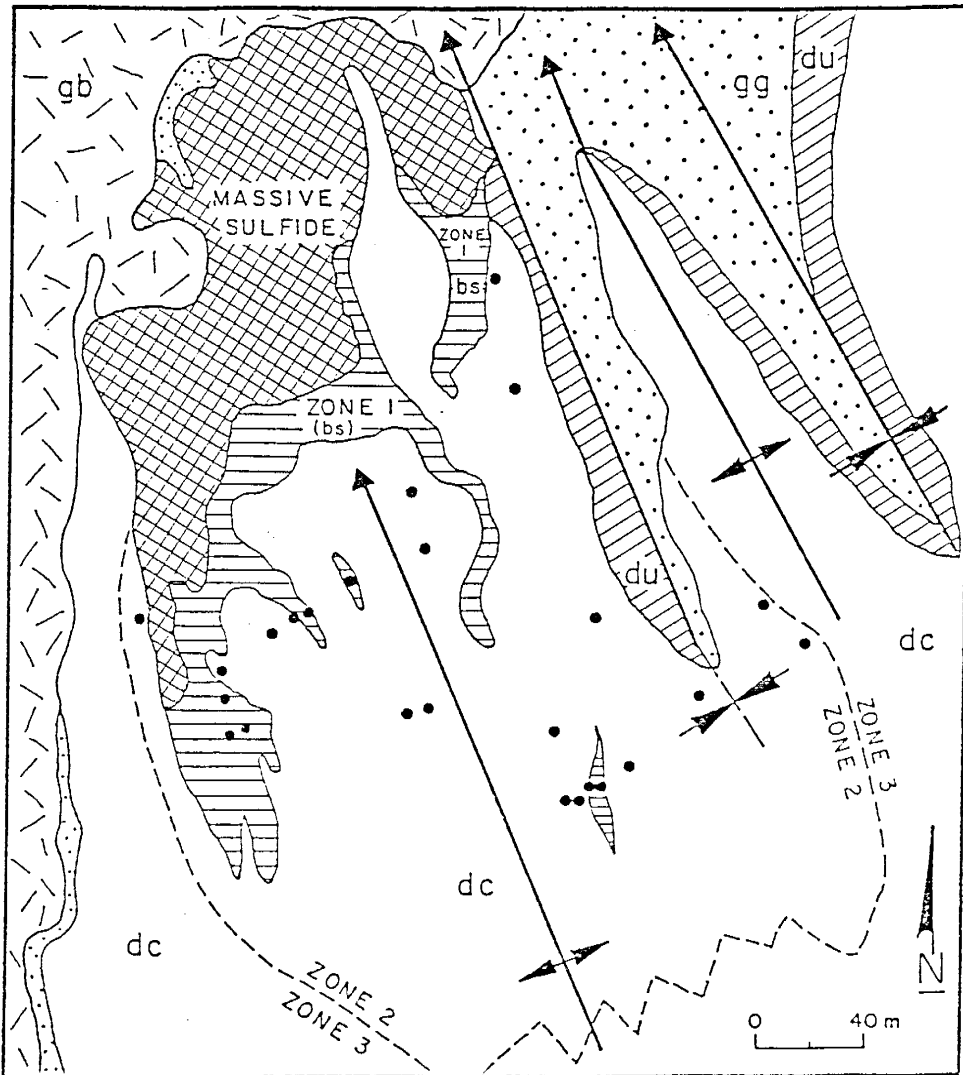 gb
gg
du
MASSIVE
SULFIDE
ZONE
1
(bs)
ZONE 1
(bs)
du
dc
ZONE 3
ZONE 2
dc
dc
ZONE 2
ZONE 3
N
0 40 m